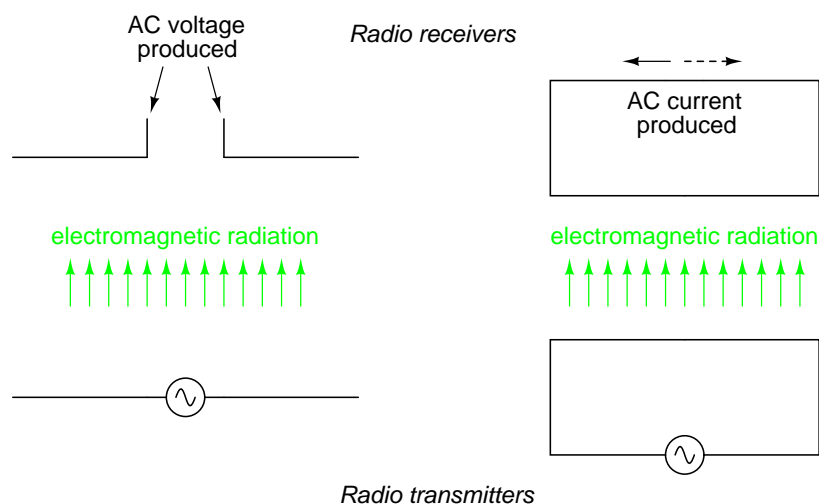 AC voltage
produced
Radio receivers
AC current
produced
electromagnetic radiation
electromagnetic radiation
Radio transmitters